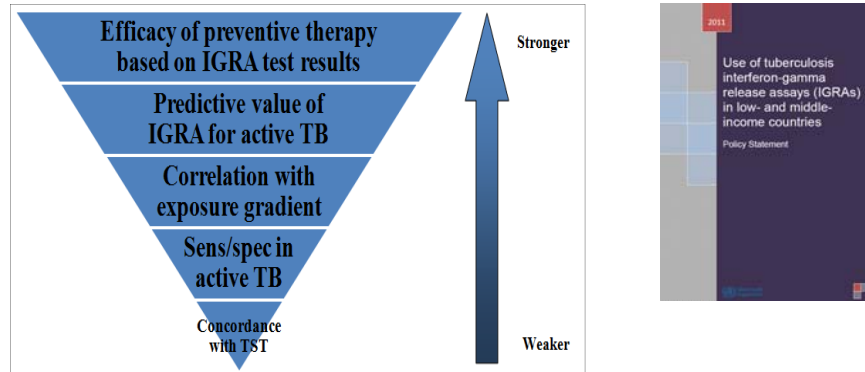 Efficacy of preventive therapy
based on IGRA test results
Predictive value of
IGRA for active TB
Correlation with
exposure gradient
Sens/spec in
active TB
Concordance
with TST
Stronger
Weaker
2011
Use of tuberculosis
interferon-gamma
release assays (IGRAs)
in low- and middle-
income countries
Policy Statement